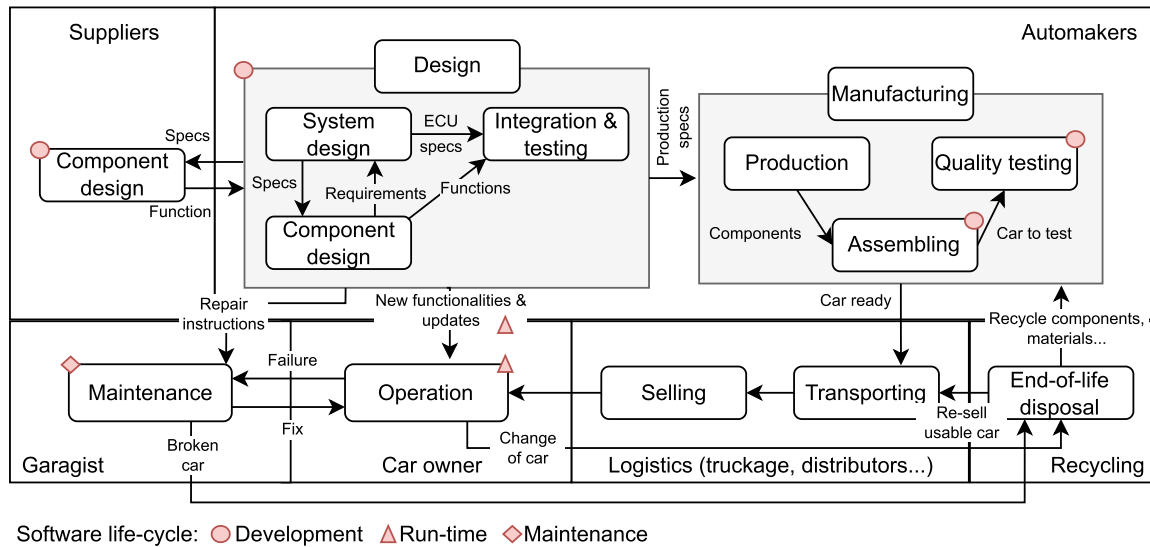 Suppliers
Automakers
Design
Manufacturing
System
design
ECU
specs
Integration &
testing
Production
specs
Specs
Component
design
Function
Specs
Requirements
Functions
Component
design
Production
Quality testing
Components
Assembling
Car to test
Repair
instructions
New functionalities &
updates
Car ready
Recycle components,
materials...
Maintenance
Failure
Fix
Operation
Selling
Transporting
End-of-life
disposal
Re-sell
usable car
Broken
car
Change
of car
Garagist
Car owner
Logistics (truckage, distributors...)
Recycling
Software life-cycle: Development Run-time Maintenance